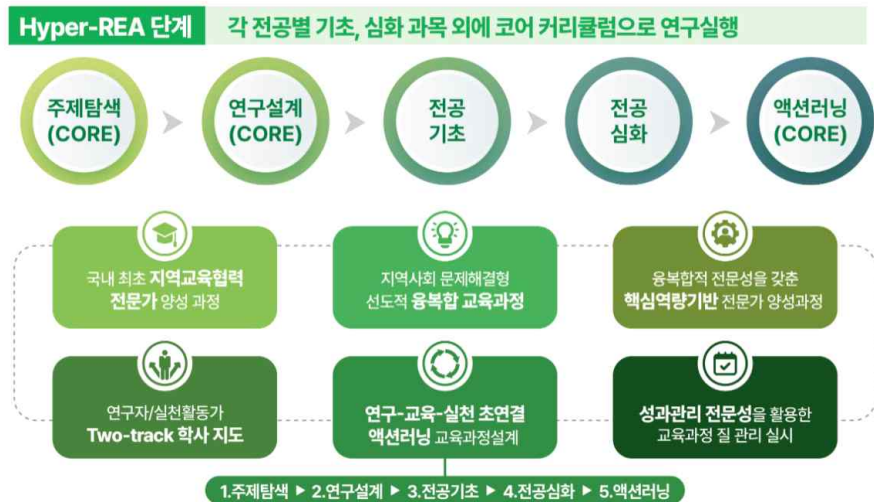 Hyper-REA 단계
각 전공별 기초, 심화 과목 외에 코어 커리큘럼으로 연구실행
주제탐색
(CORE)
연구설계
(CORE)
전공
기초
전공
심화
액션러닝
(CORE)
국내 최초 지역교육협력
전문가 양성 과정
지역사회 문제해결형
선도적 융복합 교육과정
융복합적 전문성을 갖춘
핵심역량기반 전문가 양성과정
연구자/실천활동가
Two-track 학사 지도
연구-교육-실천 초연결
액션러닝 교육과정설계
성과관리 전문성을 활용한
교육과정 질 관리 실시
1.주제탐색 ▶ 2.연구설계 ▶ 3.전공기초 ▶ 4.전공심화 ▶ 5.액션러닝